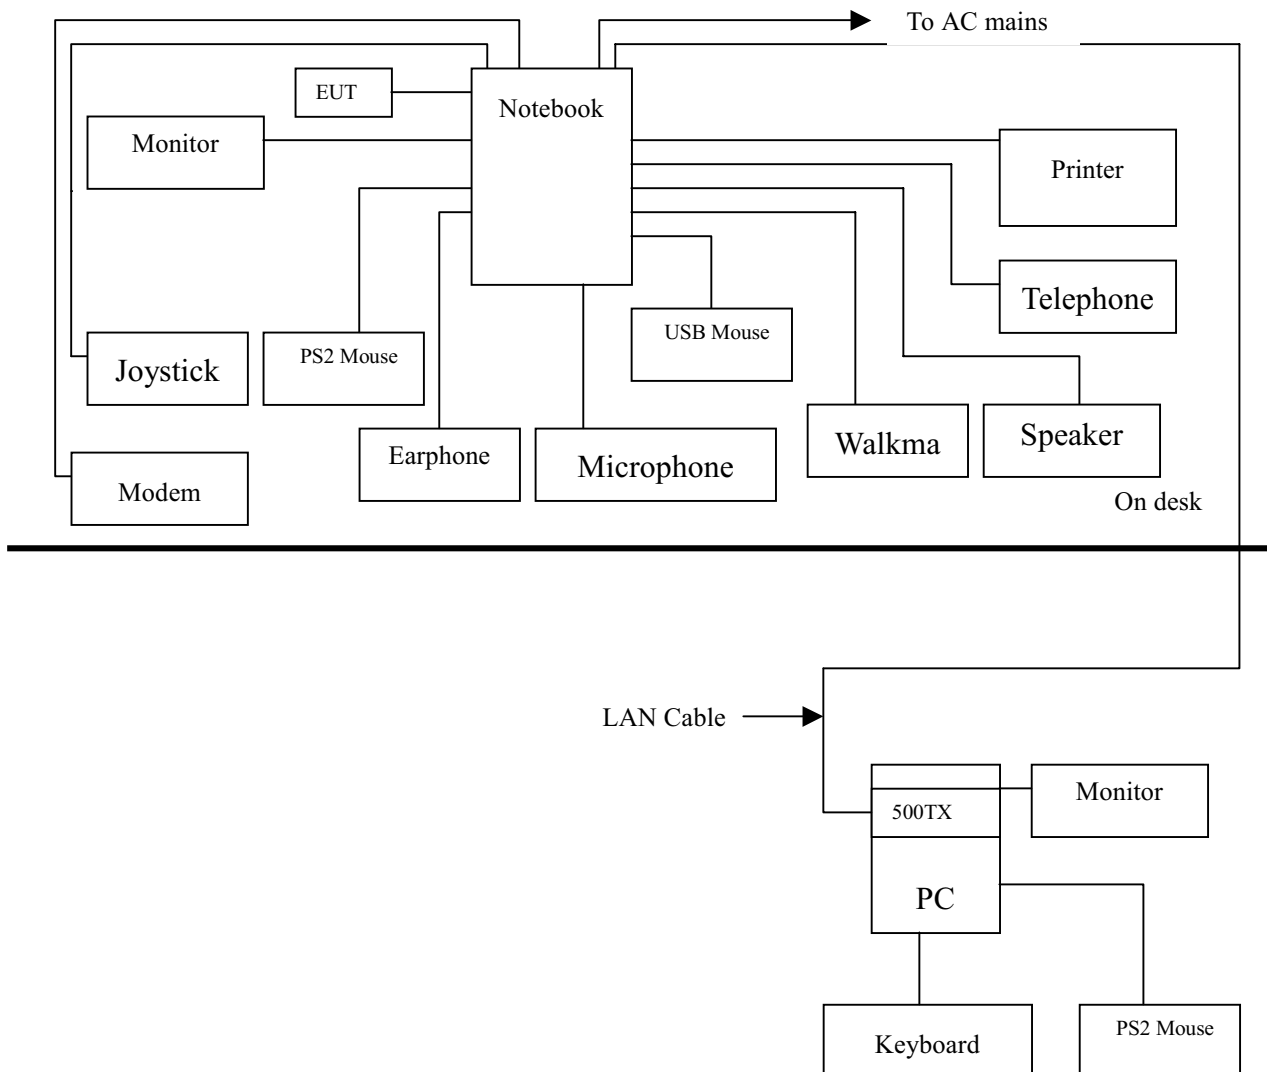 To AC mains
EUT
Notebook
Monitor
Printer
Telephone
USB Mouse
PS2 Mouse
Joystick
Earphone
Microphone
Walkma
Speaker
Modem
On desk
LAN Cable
Monitor
500TX
PC
Keyboard
PS2 Mouse